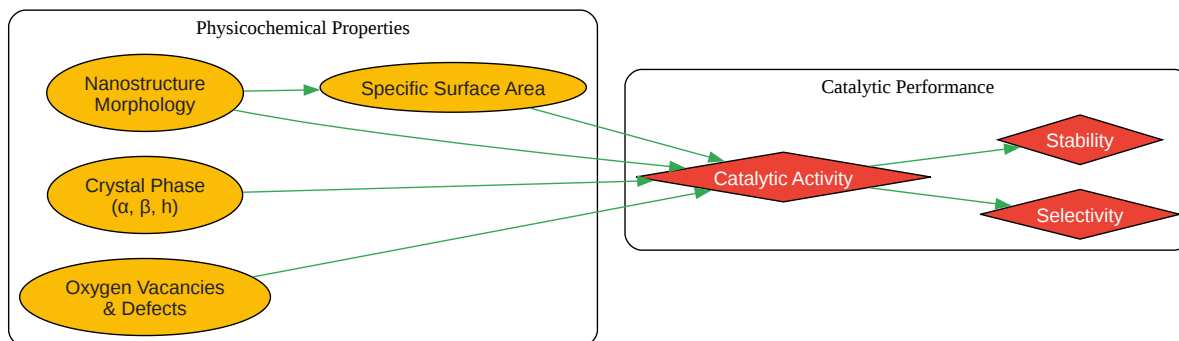 Physicochemical Properties
Nanostructure
Morphology
Specific Surface Area
Crystal Phase
(α, β, h)
Oxygen Vacancies
& Defects
Catalytic Performance
Catalytic Activity
Stability
Selectivity